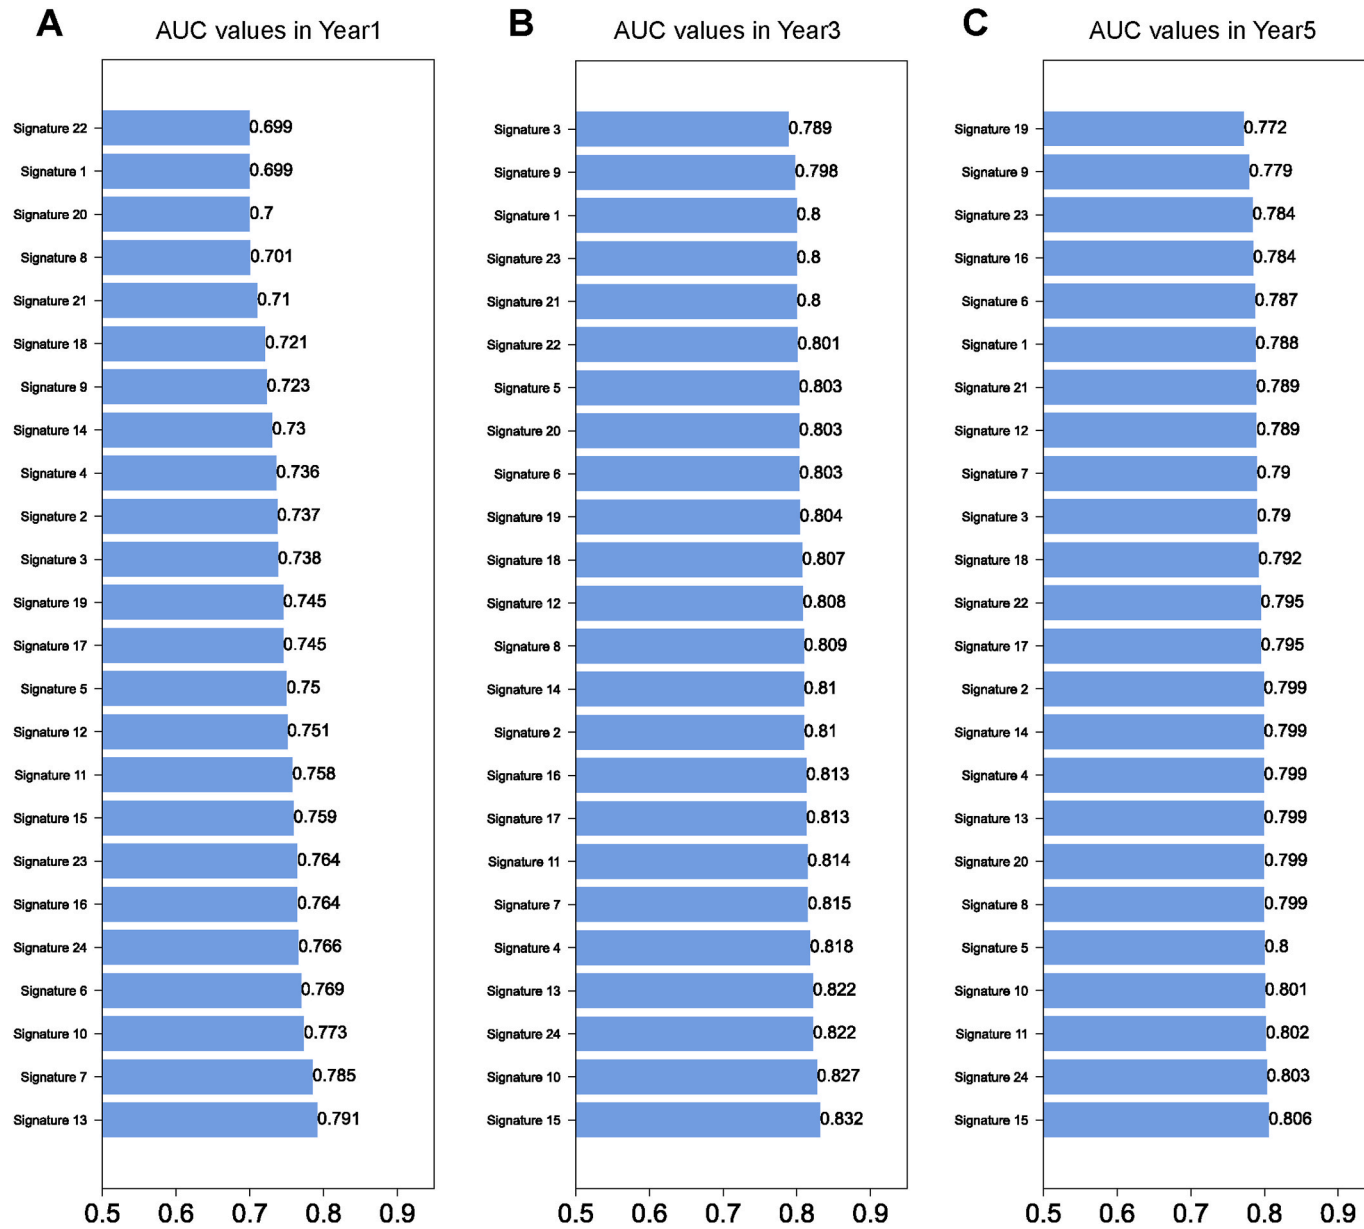 A
AUC values in Year1
Signature 22 0.699
Signature 1 0.699
Signature 20 0.7
Signature 8 0.701
Signature 21 0.71
Signature 18 0.721
Signature 9 0.723
Signature 14 0.73
Signature 4 0.736
Signature 2 0.737
Signature 3 0.738
Signature 19 0.745
Signature 17 0.745
Signature 5 0.75
Signature 12 0.751
Signature 11 0.758
Signature 15 0.759
Signature 23 0.764
Signature 16 0.764
Signature 24 0.766
Signature 6 0.769
Signature 10 0.773
Signature 7 0.785
Signature 13 0.791
0.5 0.6 0.7 0.8 0.9
B
AUC values in Year3
Signature 3 0.789
Signature 9 0.798
Signature 1 0.8
Signature 23 0.8
Signature 21 0.8
Signature 22 0.801
Signature 5 0.803
Signature 20 0.803
Signature 6 0.803
Signature 19 0.804
Signature 18 0.807
Signature 12 0.808
Signature 8 0.809
Signature 14 0.81
Signature 2 0.81
Signature 16 0.813
Signature 17 0.813
Signature 11 0.814
Signature 7 0.815
Signature 4 0.818
Signature 13 0.822
Signature 24 0.822
Signature 10 0.827
Signature 15 0.832
0.5 0.6 0.7 0.8 0.9
C
AUC values in Year5
Signature 19 0.772
Signature 9 0.779
Signature 23 0.784
Signature 16 0.784
Signature 6 0.787
Signature 1 0.788
Signature 21 0.789
Signature 12 0.789
Signature 7 0.79
Signature 3 0.79
Signature 18 0.792
Signature 22 0.795
Signature 17 0.795
Signature 2 0.799
Signature 14 0.799
Signature 4 0.799
Signature 13 0.799
Signature 20 0.799
Signature 8 0.799
Signature 5 0.8
Signature 10 0.801
Signature 11 0.802
Signature 24 0.803
Signature 15 0.806
0.5 0.6 0.7 0.8 0.9